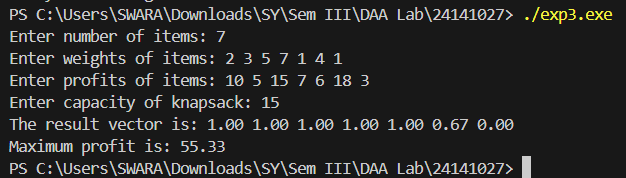 PS C:\Users\SWARA\Downloads\SY\Sem III\DAA Lab\24141027> ./exp3.exe
Enter number of items: 7
Enter weights of items: 2 3 5 7 1 4 1
Enter profits of items: 10 5 15 7 6 18 3
Enter capacity of knapsack: 15
The result vector is: 1.00 1.00 1.00 1.00 1.00 0.67 0.00
Maximum profit is: 55.33
PS C:\Users\SWARA\Downloads\SY\Sem III\DAA Lab\24141027>